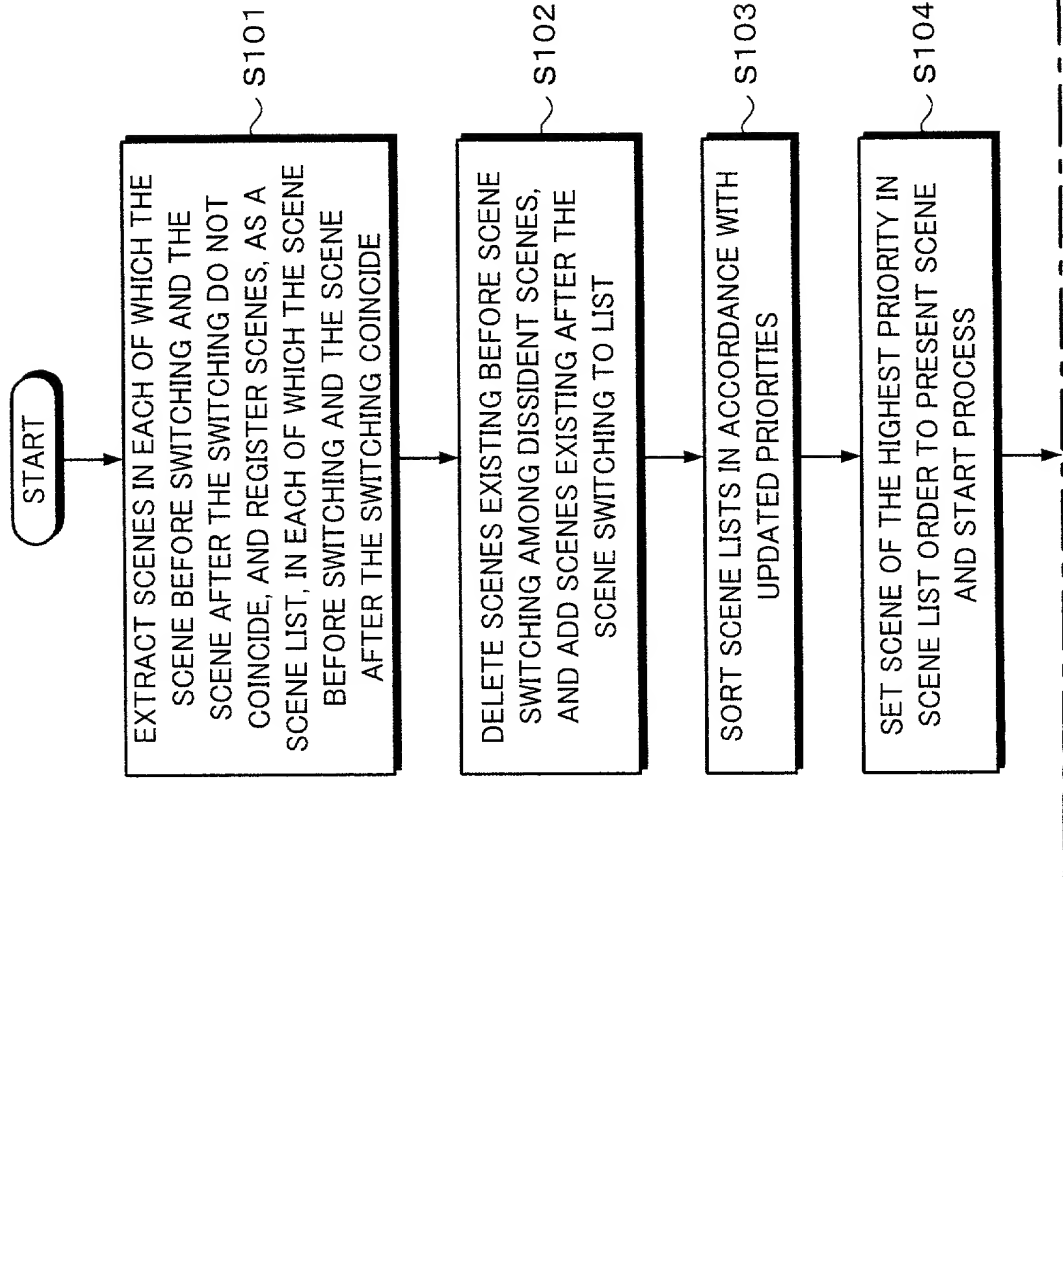 START
EXTRACT SCENES IN EACH OF WHICH THE
SCENE BEFORE SWITCHING AND THE
SCENE AFTER THE SWITCHING DO NOT
COINCIDE, AND REGISTER SCENES, AS A
SCENE LIST, IN EACH OF WHICH THE SCENE
BEFORE SWITCHING AND THE SCENE
AFTER THE SWITCHING COINCIDE
S101
DELETE SCENES EXISTING BEFORE SCENE
SWITCHING AMONG DISSIDENT SCENES,
AND ADD SCENES EXISTING AFTER THE
SCENE SWITCHING TO LIST
S102
SORT SCENE LISTS IN ACCORDANCE WITH
UPDATED PRIORITIES
S103
SET SCENE OF THE HIGHEST PRIORITY IN
SCENE LIST ORDER TO PRESENT SCENE
AND START PROCESS
S104